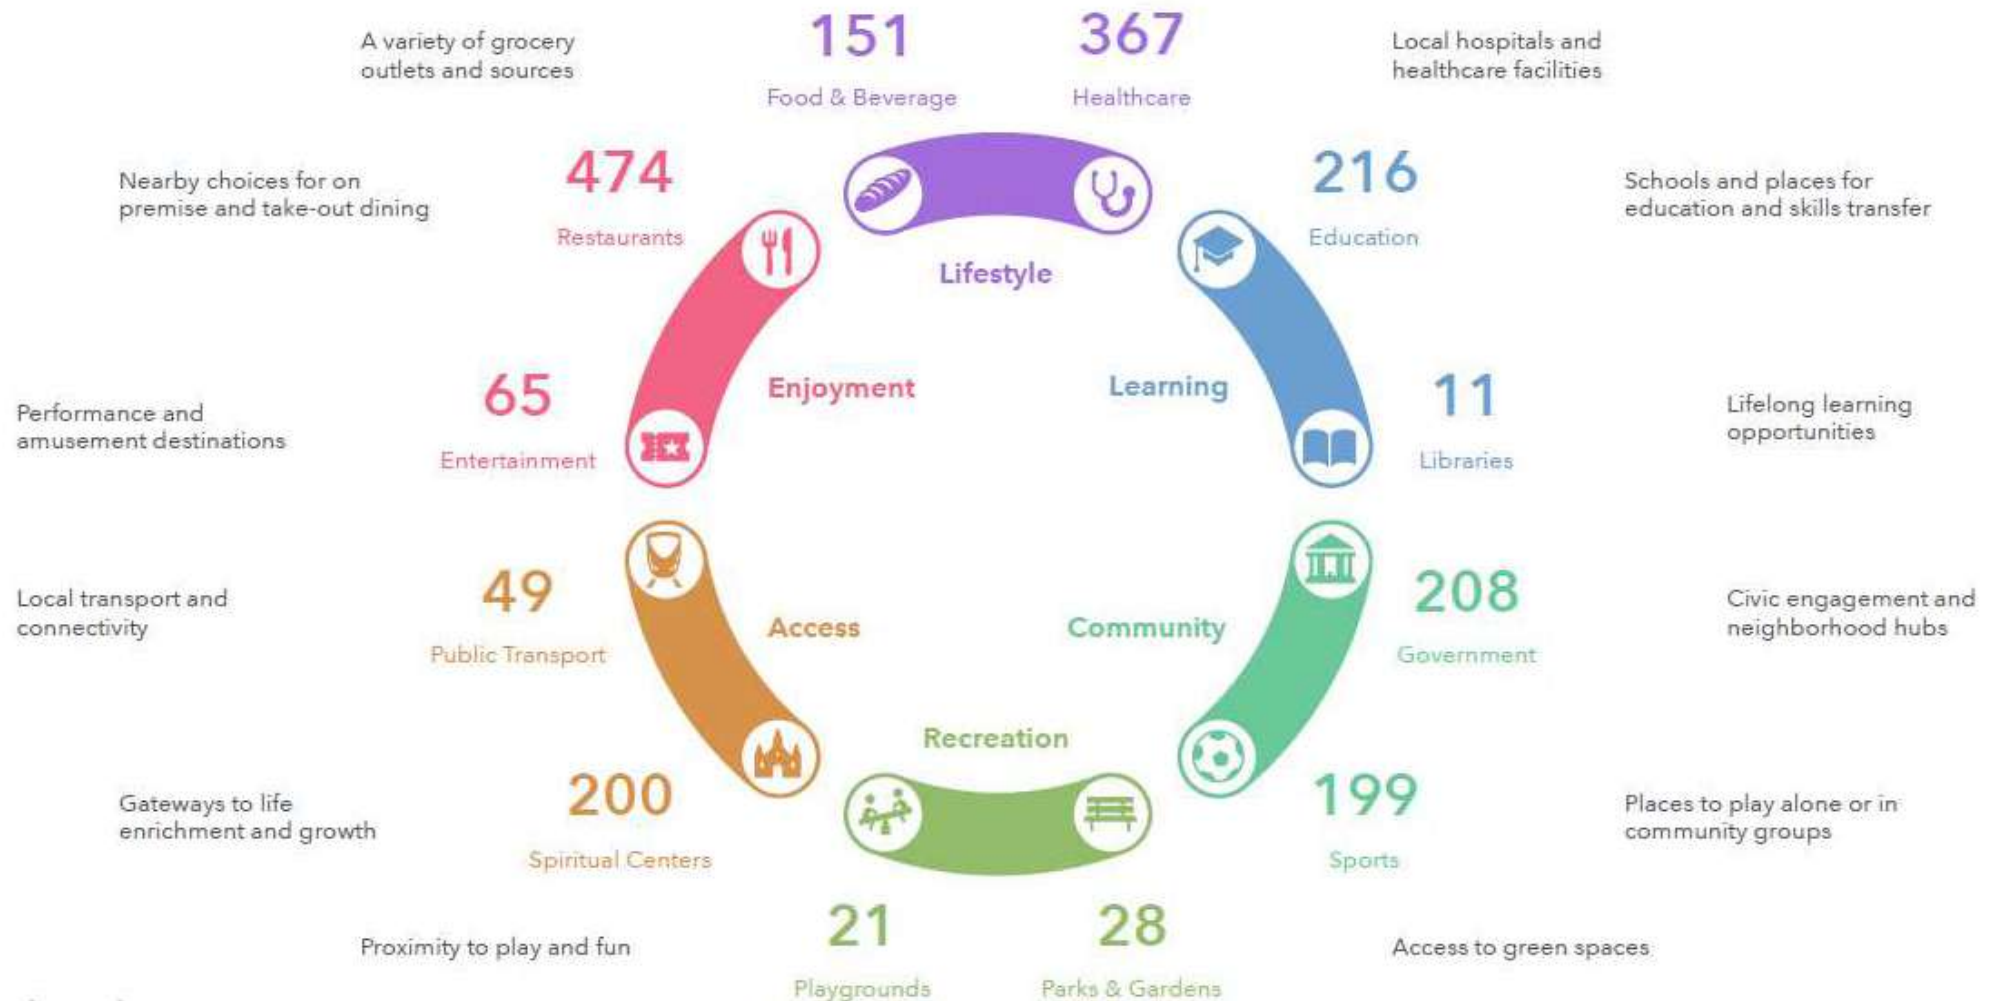 A variety of grocery
outlets and sources
151
Food & Beverage
367
Healthcare
Local hospitals and
healthcare facilities
Nearby choices for on
premise and take-out dining
474
Restaurants
Lifestyle
216
Education
Schools and places for
education and skills transfer
Performance and
amusement destinations
65
Entertainment
Enjoyment
Learning
11
Libraries
Lifelong learning
opportunities
Local transport and
connectivity
49
Public Transport
Access
Community
208
Government
Civic engagement and
neighborhood hubs
Gateways to life
enrichment and growth
200
Spiritual Centers
Recreation
199
Sports
Places to play alone or in
community groups
Proximity to play and fun
21
Playgrounds
28
Parks & Gardens
Access to green spaces